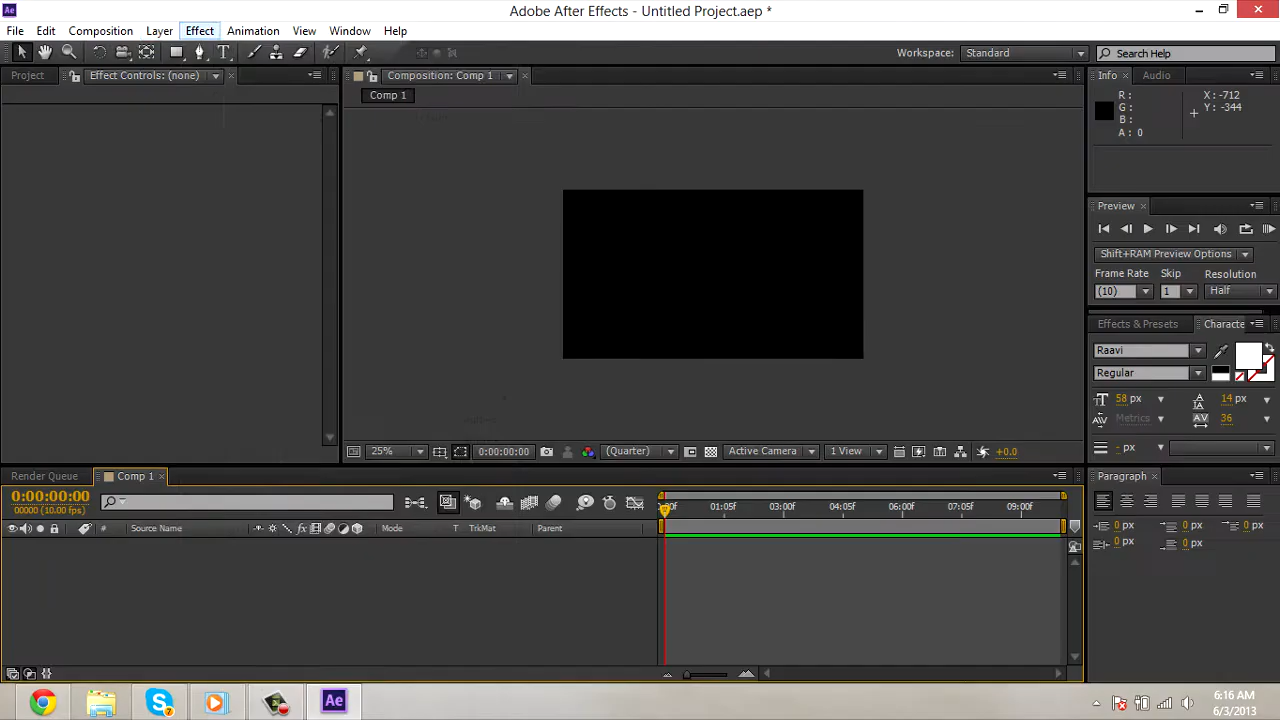 Adobe After Effects - Untitled Project.aep *
File Edit Composition Layer Effect Animation View Window Help
Workspace: Standard Search Help
Project Effect Controls: (none) Composition: Comp 1 Info Audio
Comp 1
R : X: -712
G : Y: -344
B :
A : 0
Preview
Shift+RAM Preview Options
Frame Rate Skip Resolution
(10) 1 Half
Effects & Presets Characte
Raavi
Regular
58 px 14 px
Metrics 36
- px
25% 0:00:00:00 (Quarter) Active Camera 1 View +0.0
Render Queue Comp 1 Paragraph
0:00:00:00
00000 (10.00 fps)
01:05f 03:00f 04:05f 06:00f 07:05f 09:00f
# Source Name Mode T TrkMat Parent
0 px 0 px 0 px
0 px 0 px
6:16 AM
6/3/2013